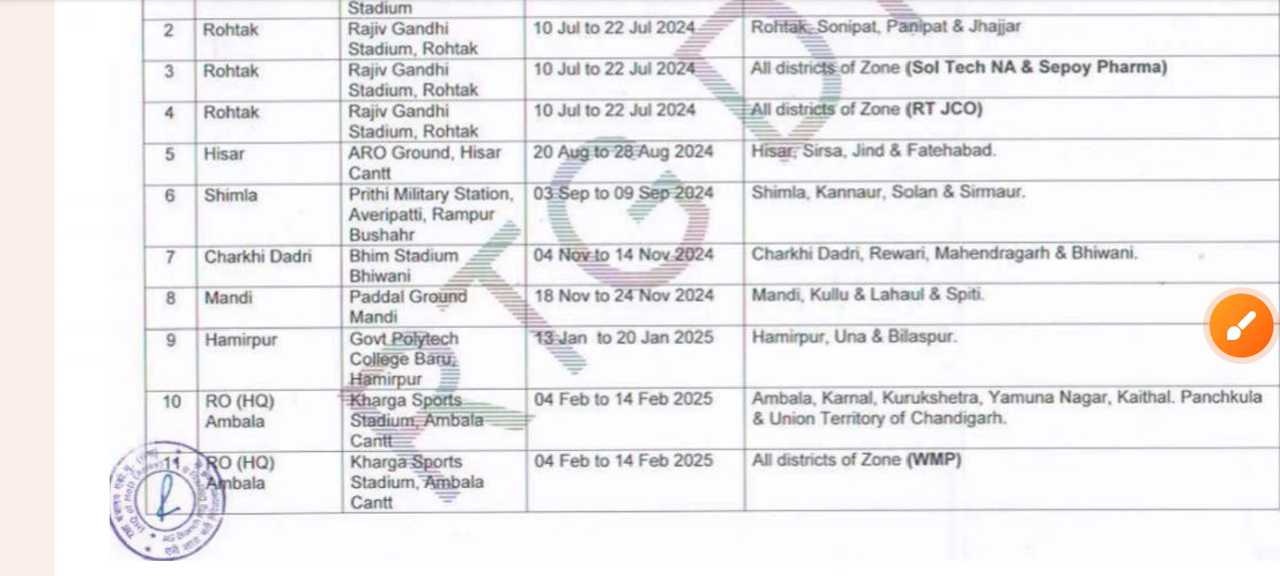 Stadium
2 Rohtak Rajiv Gandhi 10 Jul to 22 Jul 2024 Rohtak, Sonipat, Panipat & Jhajjar
Stadium, Rohtak
3 Rohtak Rajiv Gandhi 10 Jul to 22 Jul 2024 All districts of Zone (Sol Tech NA & Sepoy Pharma)
Stadium, Rohtak
4 Rohtak Rajiv Gandhi 10 Jul to 22 Jul 2024 All districts of Zone (RT JCO)
Stadium, Rohtak
5 Hisar ARO Ground, Hisar 20 Aug to 28 Aug 2024 Hisar, Sirsa, Jind & Fatehabad.
Cantt
6 Shimla Prithi Military Station, 03 Sep to 09 Sep 2024 Shimla, Kannaur, Solan & Sirmaur.
Averipatti, Rampur
Bushahr
7 Charkhi Dadri Bhim Stadium 04 Nov to 14 Nov 2024 Charkhi Dadri, Rewari, Mahendragarh & Bhiwani.
Bhiwani
8 Mandi Paddal Ground 18 Nov to 24 Nov 2024 Mandi, Kullu & Lahaul & Spiti.
Mandi
9 Hamirpur Govt Polytech 13 Jan to 20 Jan 2025 Hamirpur, Una & Bilaspur.
College Baru,
Hamirpur
10 RO (HQ) Kharga Sports 04 Feb to 14 Feb 2025 Ambala, Karnal, Kurukshetra, Yamuna Nagar, Kaithal. Panchkula
Ambala Stadium, Ambala & Union Territory of Chandigarh.
Cantt
11 RO (HQ) Kharga Sports 04 Feb to 14 Feb 2025 All districts of Zone (WMP)
Ambala Stadium, Ambala
Cantt
RTGD